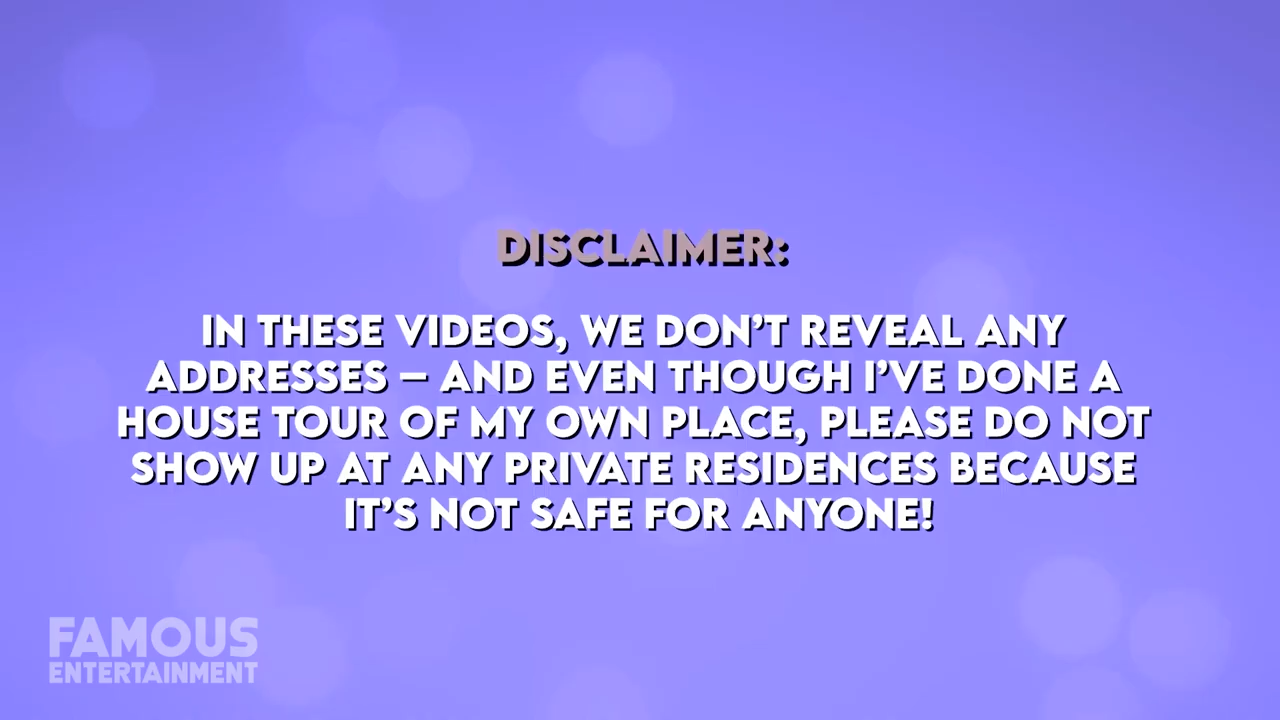 DISCLAIMER:
IN THESE VIDEOS, WE DON'T REVEAL ANY
ADDRESSES – AND EVEN THOUGH I'VE DONE A
HOUSE TOUR OF MY OWN PLACE, PLEASE DO NOT
SHOW UP AT ANY PRIVATE RESIDENCES BECAUSE
IT'S NOT SAFE FOR ANYONE!
FAMOUS
ENTERTAINMENT